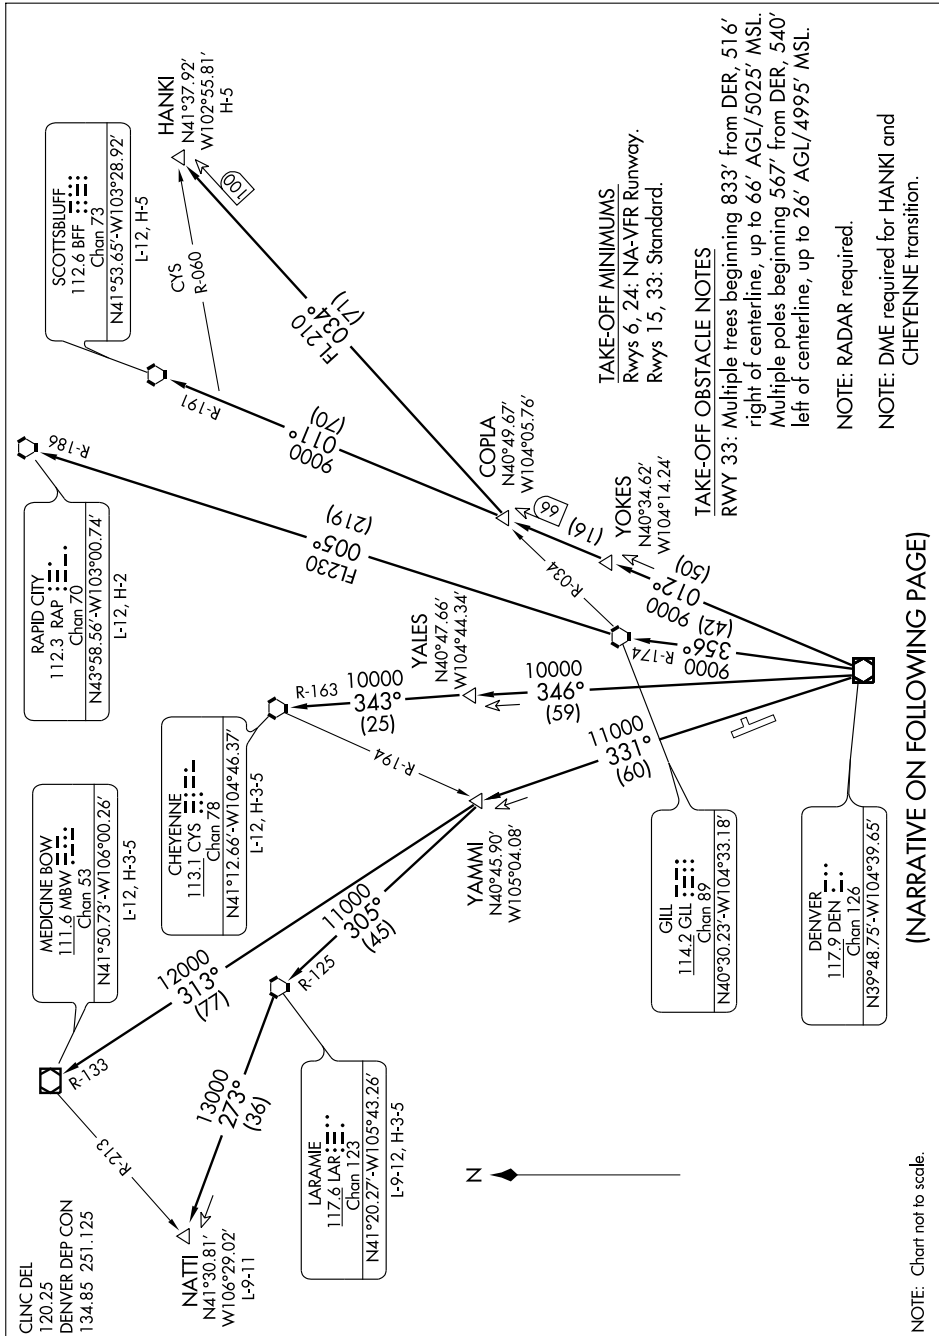 CLNC DEL
120.25
DENVER DEP CON
134.85 251.125
MEDICINE BOW
111.6 MBW
Chan 53
N41°50.73'-W106°00.26'
L-12, H-3-5
RAPID CITY
112.3 RAP
Chan 70
N43°58.56'-W103°00.74'
L-12, H-2
SCOTTSBLUFF
112.6 BFF
Chan 73
N41°53.65'-W103°28.92'
L-12, H-5
HANKI
N41°37.92'
W102°55.81'
H-5
CYS
R-060
100
R-186
R-191
R-133
R-213
CHEYENNE
113.1 CYS
Chan 78
N41°12.66'-W104°46.37'
L-12, H-3-5
NATTI
N41°30.81'
W106°29.02'
L-9-11
13000
273°
(36)
12000
313°
(77)
R-125
11000
305°
(45)
LARAMIE
117.6 LAR
Chan 123
N41°20.27'-W105°43.26'
L-9-12, H-3-5
R-163
10000
343°
(25)
R-194
YALES
N40°47.66'
W104°44.34'
FL230
005°
(219)
9000
011°
(70)
FL210
034°
(71)
COPLA
N40°49.67'
W104°05.76'
66
(16)
R-034
YOKES
N40°34.62'
W104°14.24'
YAMMI
N40°45.90'
W105°04.08'
10000
346°
(59)
11000
331°
(60)
R-174
9000
356°
(42)
9000
012°
(50)
GILL
114.2 GLL
Chan 89
N40°30.23'-W104°33.18'
DENVER
117.9 DEN
Chan 126
N39°48.75'-W104°39.65'
N
TAKE-OFF MINIMUMS
Rwys 6, 24: NA-VFR Runway.
Rwys 15, 33: Standard.
TAKE-OFF OBSTACLE NOTES
RWY 33: Multiple trees beginning 833' from DER, 516'
right of centerline, up to 66' AGL/5025' MSL.
Multiple poles beginning 567' from DER, 540'
left of centerline, up to 26' AGL/4995' MSL.
NOTE: RADAR required.
NOTE: DME required for HANKI and
CHEYENNE transition.
(NARRATIVE ON FOLLOWING PAGE)
NOTE: Chart not to scale.